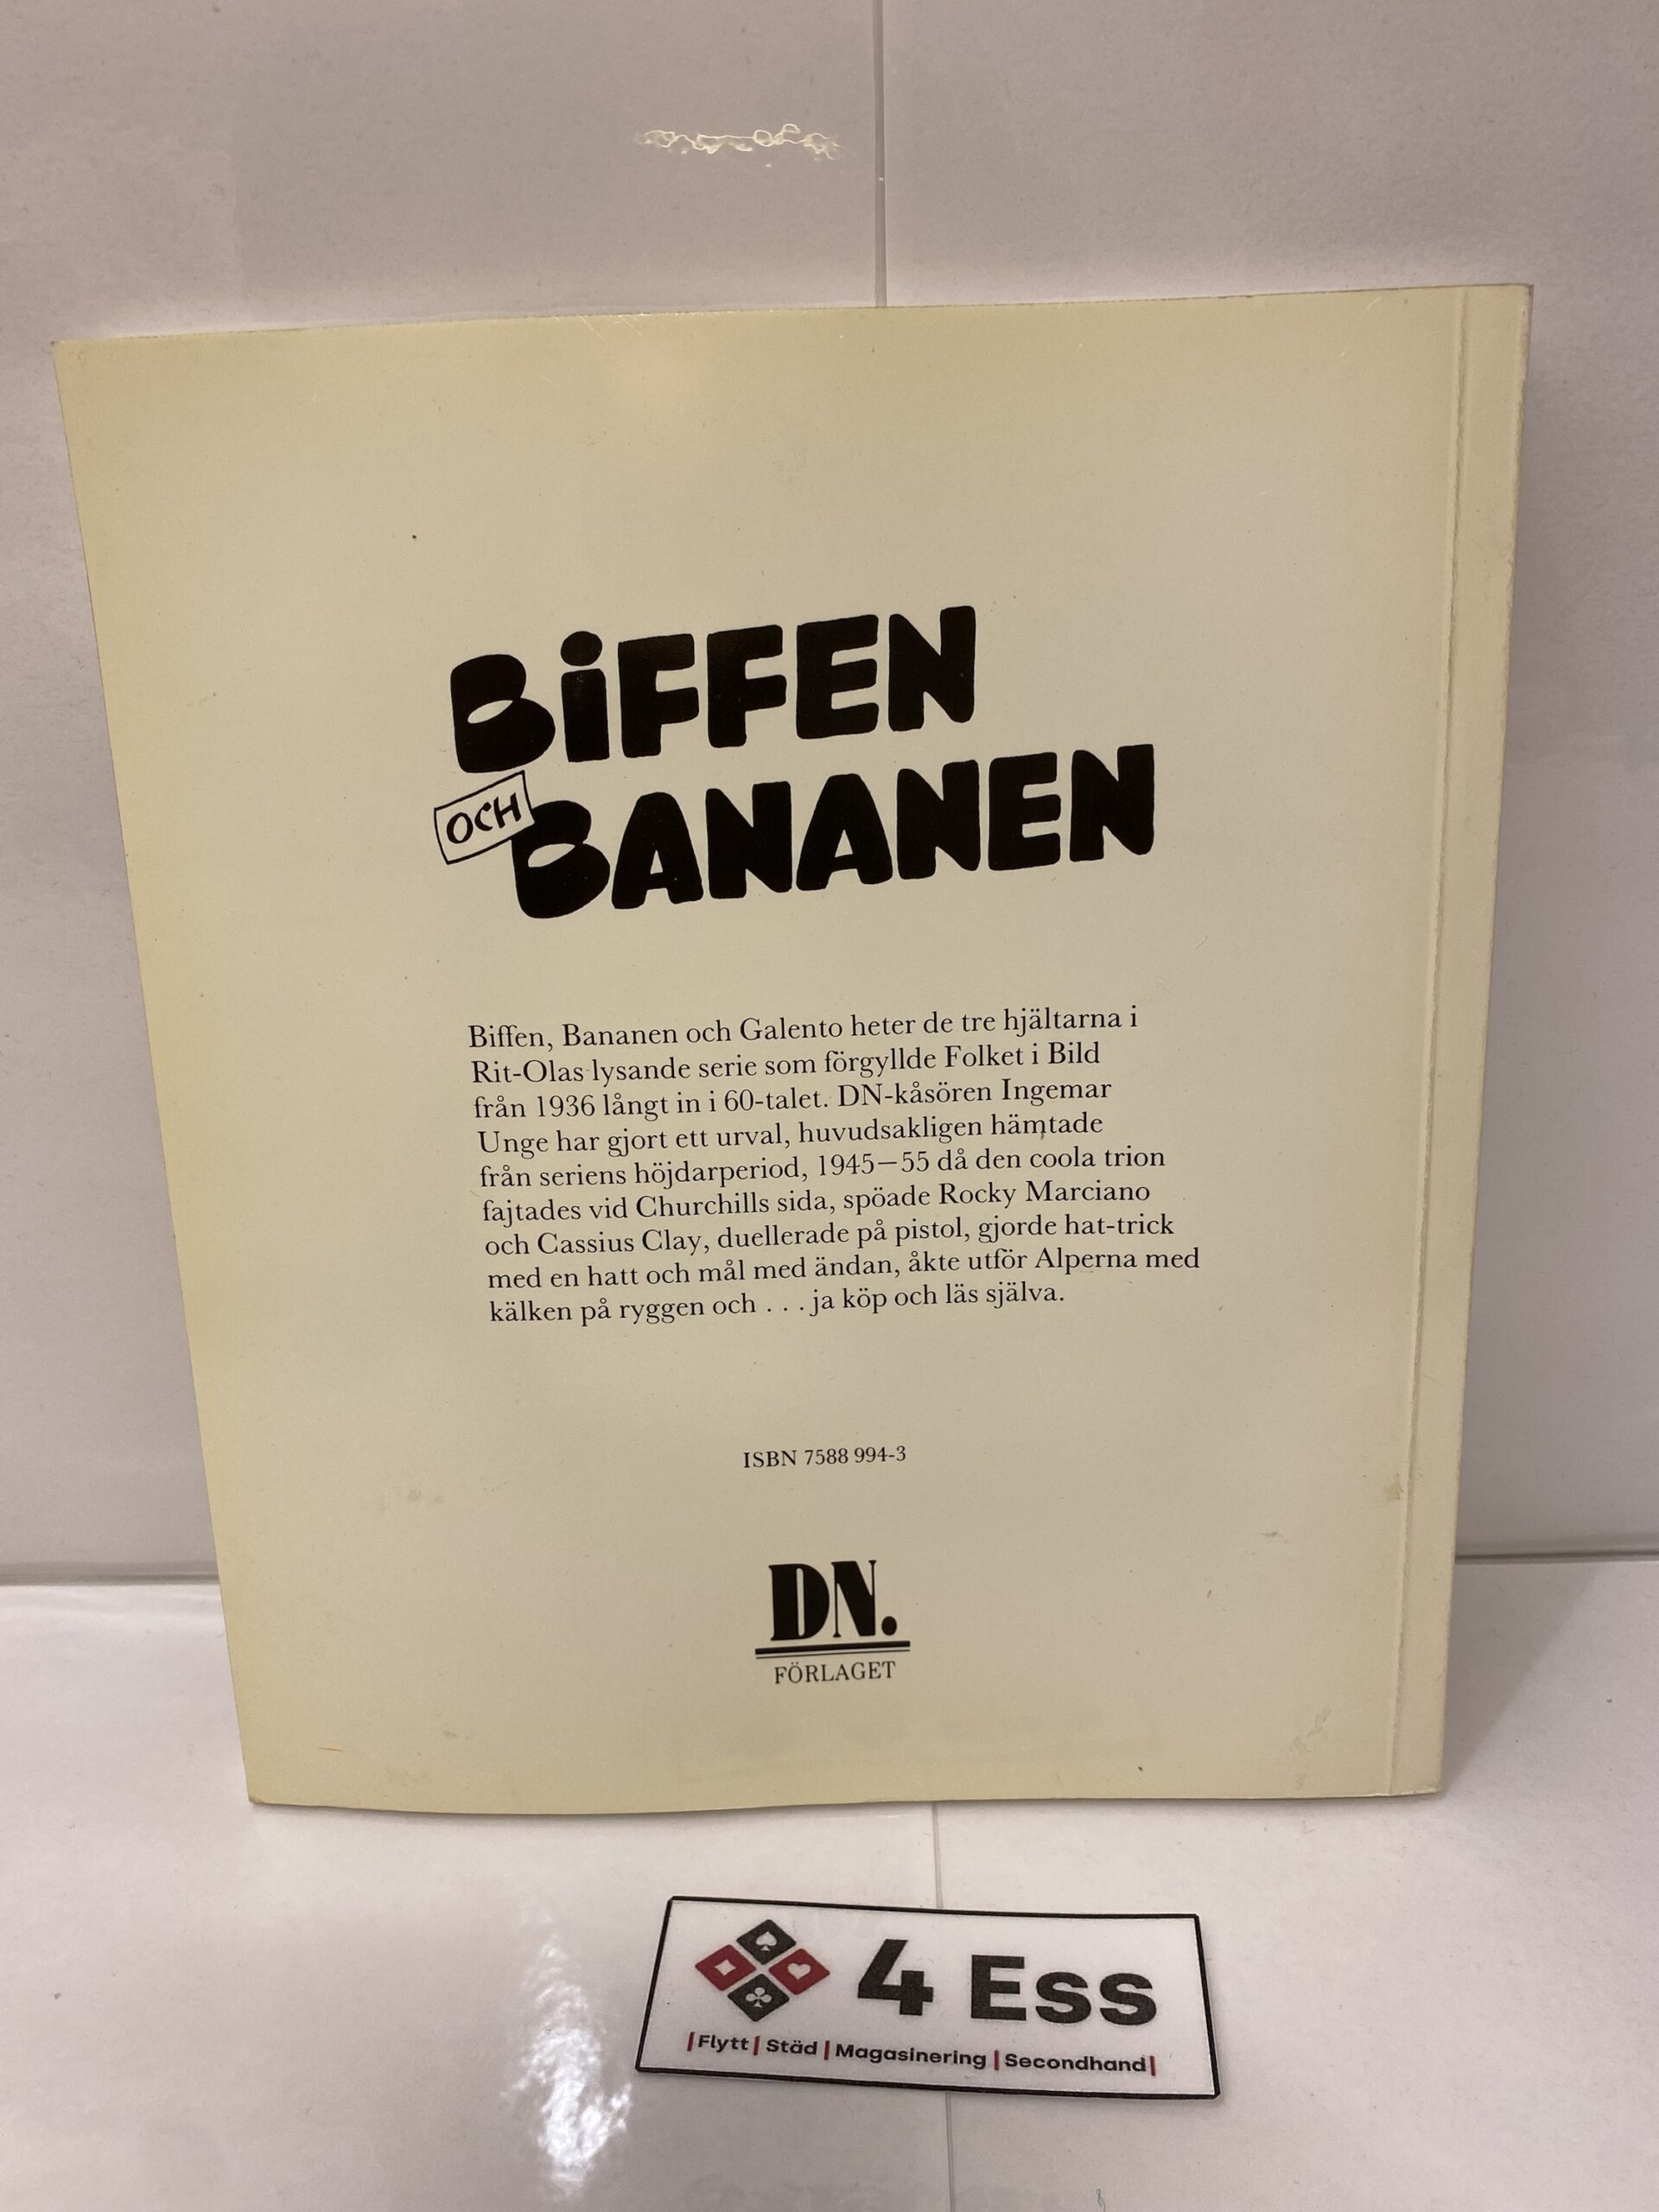 BiFFEN
OCH
BANANEN
Biffen, Bananen och Galento heter de tre hjältarna i
Rit-Olas lysande serie som förgyllde Folket i Bild
från 1936 långt in i 60-talet. DN-kåsören Ingemar
Unge har gjort ett urval, huvudsakligen hämtade
från seriens höjdarperiod, 1945—55 då den coola trion
fajtades vid Churchills sida, spöade Rocky Marciano
och Cassius Clay, duellerade på pistol, gjorde hat-trick
med en hatt och mål med ändan, åkte utför Alperna med
kälken på ryggen och . . . ja köp och läs själva.
ISBN 7588 994-3
DN.
FÖRLAGET
4 Ess
|Flytt| Städ |Magasinering |Secondhand|